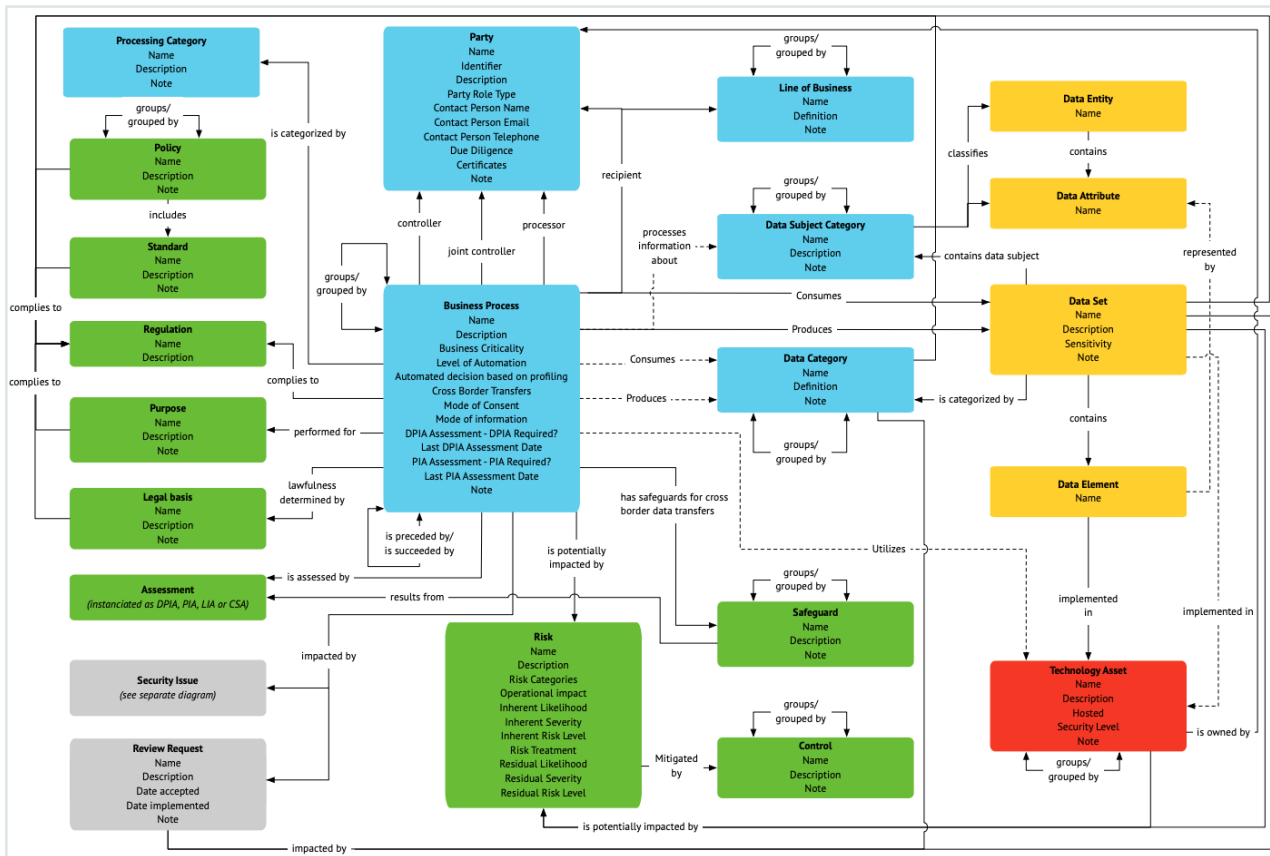 Processing Category
Name
Description
Note
groups/
grouped by
is categorized by
Policy
Name
Description
Note
includes
Standard
Name
Description
Note
complies to
Regulation
Name
Description
complies to
complies to
Purpose
Name
Description
Note
performed for
Legal basis
Name
Description
Note
lawfulness
determined by
Assessment
(instanciated as DPIA, PIA, LIA or CSA)
is assessed by
results from
Security Issue
(see separate diagram)
impacted by
Review Request
Name
Description
Date accepted
Date implemented
Note
impacted by
Party
Name
Identifier
Description
Party Role Type
Contact Person Name
Contact Person Email
Contact Person Telephone
Due Diligence
Certificates
Note
controller
joint controller
processor
recipient
groups/
grouped by
Business Process
Name
Description
Business Criticality
Level of Automation
Automated decision based on profiling
Cross Border Transfers
Mode of Consent
Mode of information
DPIA Assessment - DPIA Required?
Last DPIA Assessment Date
PIA Assessment - PIA Required?
Last PIA Assessment Date
Note
is preceded by/
is succeeded by
is potentially
impacted by
Risk
Name
Description
Risk Categories
Operational impact
Inherent Likelihood
Inherent Severity
Inherent Risk Level
Risk Treatment
Residual Likelihood
Residual Severity
Residual Risk Level
Mitigated
by
is potentially impacted by
groups/
grouped by
Line of Business
Name
Definition
Note
groups/
grouped by
processes
information
about
Data Subject Category
Name
Description
Note
classifies
contains data subject
Consumes
Produces
Consumes
Produces
Data Category
Name
Definition
Note
is categorized by
groups/
grouped by
has safeguards for cross
border data transfers
Utilizes
groups/
grouped by
Safeguard
Name
Description
Note
groups/
grouped by
Control
Name
Description
Note
Data Entity
Name
contains
Data Attribute
Name
represented
by
Data Set
Name
Description
Sensitivity
Note
contains
Data Element
Name
implemented
in
implemented in
Technology Asset
Name
Description
Hosted
Security Level
Note
is owned by
groups/
grouped by